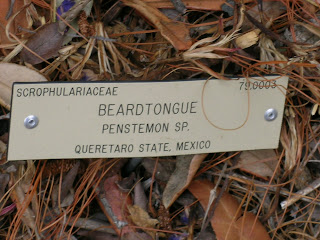 SCROPHULARIACEAE 79.0003
BEARDTONGUE
PENSTEMON SP.
QUERETARO STATE, MEXICO